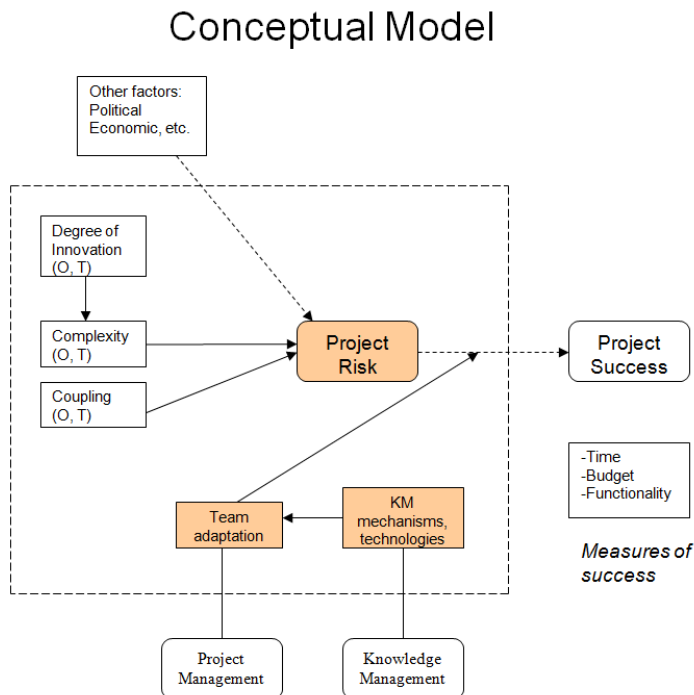 Conceptual Model
Other factors:
Political
Economic, etc.
Degree of
Innovation
(O, T)
Complexity
(O, T)
Coupling
(O, T)
Project
Risk
Project
Success
-Time
-Budget
-Functionality
Measures of
success
Team
adaptation
KM
mechanisms,
technologies
Project
Management
Knowledge
Management